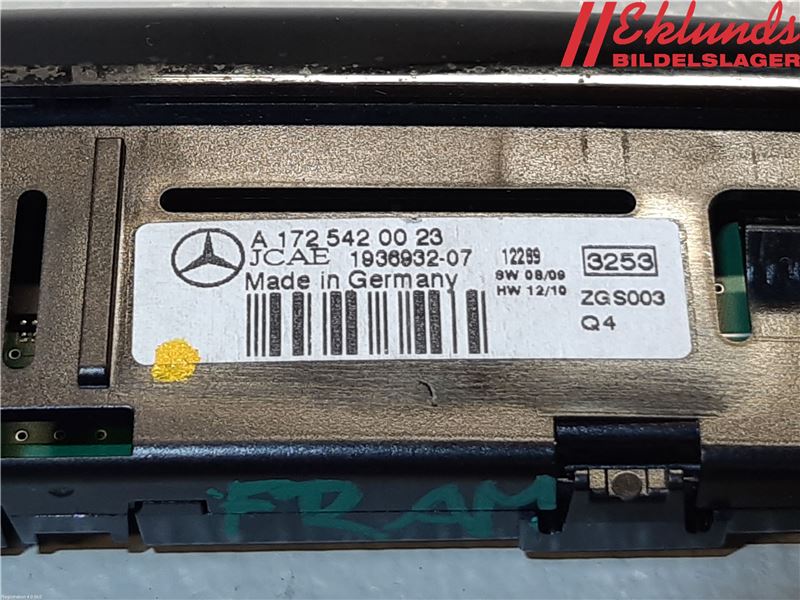 Eklunds
BILDELSLAGER
A 172 542 00 23
JCAE 1936932-07
Made in Germany
12289
SW 08/09
HW 12/10
3253
ZGS003
Q4
FRAM